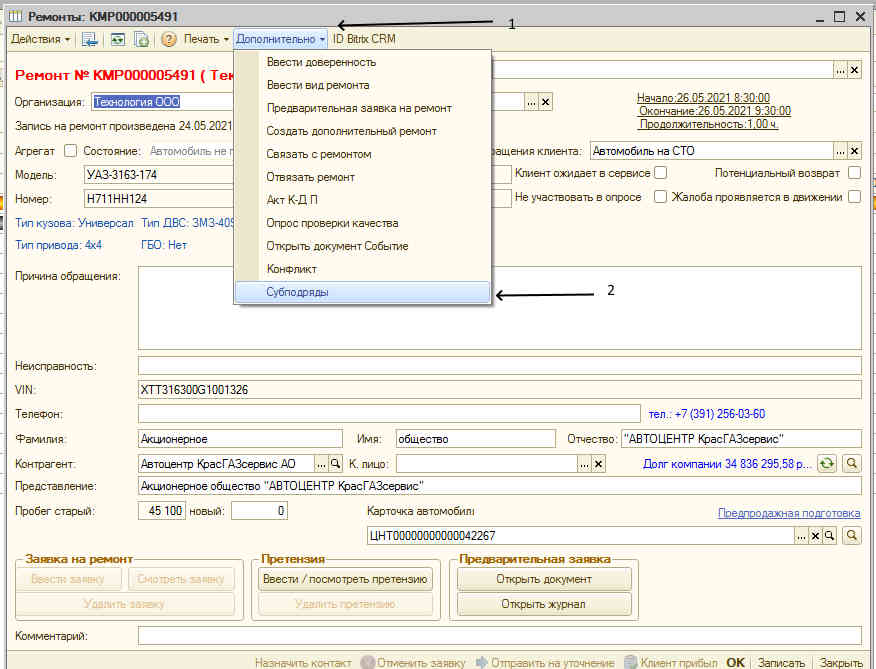 Ремонты: КМР000005491
1
Действия Печать Дополнительно ID Bitrix CRM
Ремонт № КМР000005491 ( Тек
Ввести доверенность
Ввести вид ремонта
Предварительная заявка на ремонт
Создать дополнительный ремонт
Связать с ремонтом
Отвязать ремонт
Акт К-Д П
Опрос проверки качества
Открыть документ Событие
Конфликт
Субподряды
2
Организация: Технология ООО
Начало:26.05.2021 8:30:00
Окончание:26.05.2021 9:30:00
Продолжительность:1,00 ч.
Запись на ремонт произведена 24.05.2021
Агрегат Состояние: Автомобиль не п
ращения клиента: Автомобиль на СТО
Модель: УАЗ-3163-174
Клиент ожидает в сервисе Потенциальный возврат
Номер: Н711НН124
Не участвовать в опросе Жалоба проявляется в движении
Тип кузова: Универсал Тип ДВС: ЗМЗ-409
Тип привода: 4x4 ГБО: Нет
Причина обращения:
Неисправность:
VIN: XTT316300G1001326
Телефон: тел.: +7 (391) 256-03-60
Фамилия: Акционерное Имя: общество Отчество: "АВТОЦЕНТР КрасГАЗсервис"
Контрагент: Автоцентр КрасГАЗсервис АО ... К. лицо: ... Долг компании 34 836 295,58 р...
Представление: Акционерное общество "АВТОЦЕНТР КрасГАЗсервис"
Пробег старый: 45 100 новый: 0 Карточка автомобиль Предпродажная подготовка
ЦНТ00000000000042267 ...
Заявка на ремонт Претензия Предварительная заявка
Ввести заявку Смотреть заявку Ввести / посмотреть претензию Открыть документ
Удалить заявку Удалить претензию Открыть журнал
Комментарий:
Назначить контакт Отменить заявку Отправить на уточнение Клиент прибыл OK Записать Закрыть